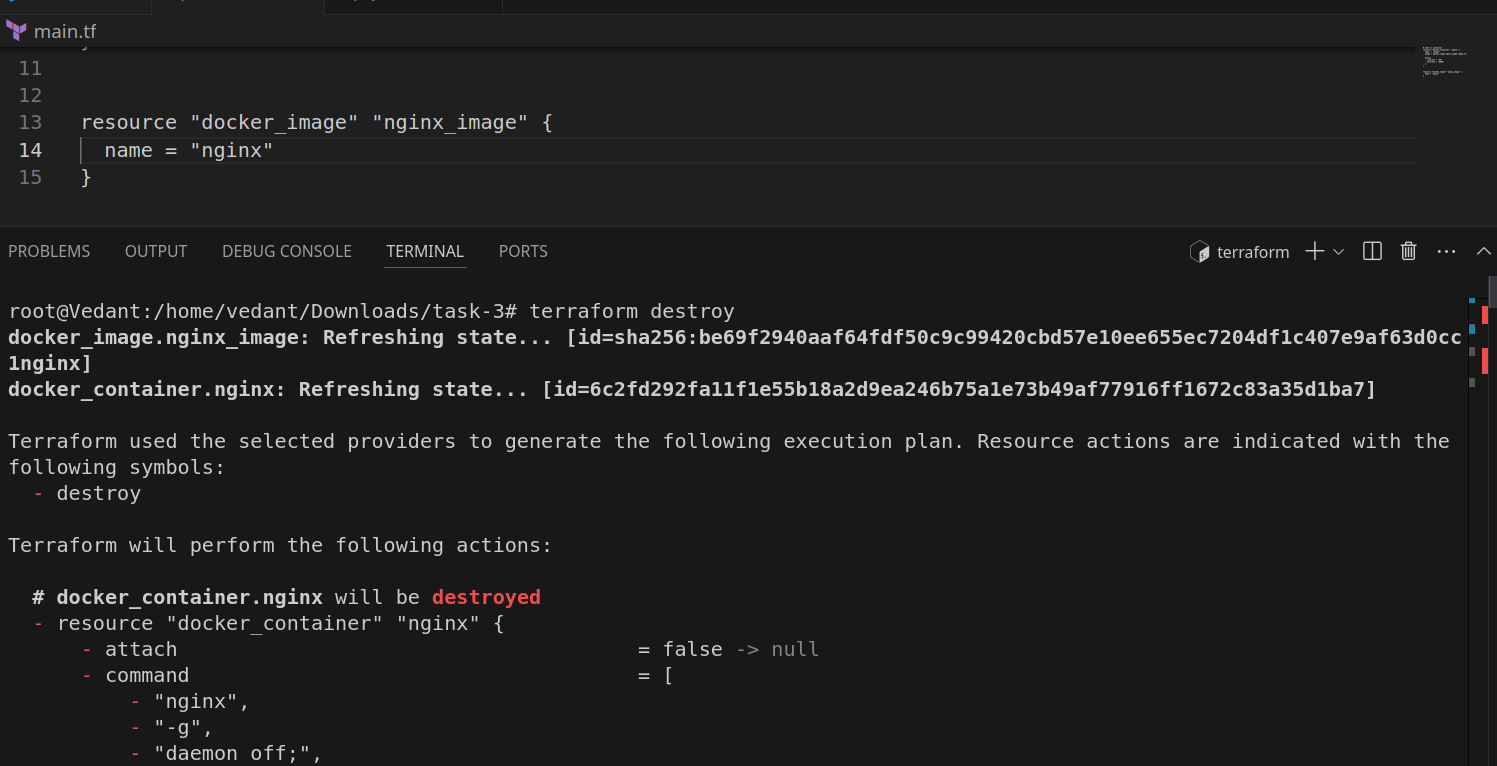 main.tf
11
12
13 resource "docker_image" "nginx_image" {
14 name = "nginx"
15 }
PROBLEMS OUTPUT DEBUG CONSOLE TERMINAL PORTS terraform
root@Vedant:/home/vedant/Downloads/task-3# terraform destroy
docker_image.nginx_image: Refreshing state... [id=sha256:be69f2940aaf64fdf50c9c99420cbd57e10ee655ec7204df1c407e9af63d0cc
1nginx]
docker_container.nginx: Refreshing state... [id=6c2fd292fa11f1e55b18a2d9ea246b75a1e73b49af77916ff1672c83a35d1ba7]
Terraform used the selected providers to generate the following execution plan. Resource actions are indicated with the
following symbols:
- destroy
Terraform will perform the following actions:
# docker_container.nginx will be destroyed
- resource "docker_container" "nginx" {
- attach = false -> null
- command = [
- "nginx",
- "-g",
- "daemon off;",